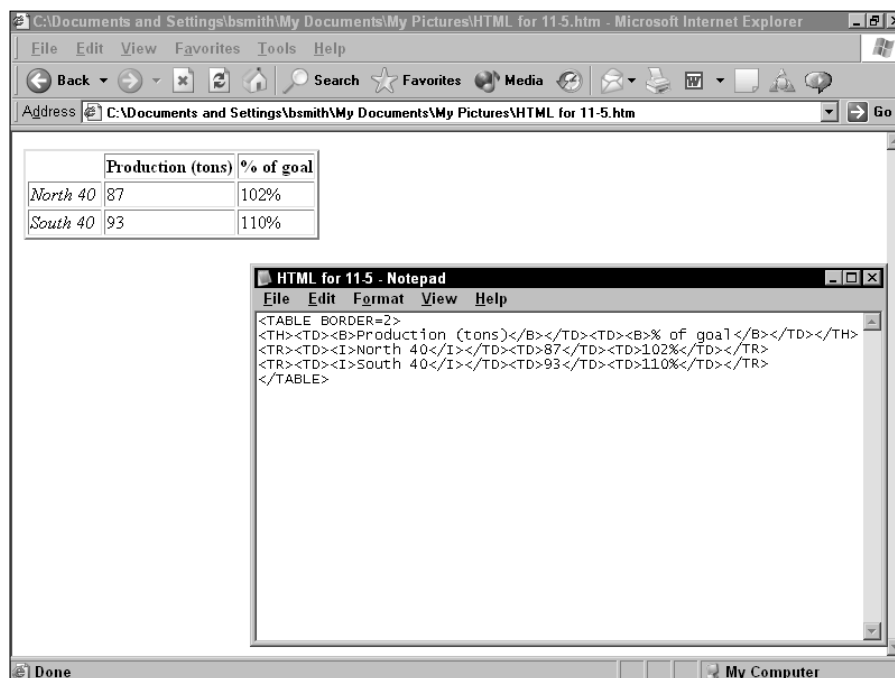 C:\Documents and Settings\bsmith\My Documents\My Pictures\HTML for 11-5.htm - Microsoft Internet Explorer
File Edit View Favorites Tools Help
Back Search Favorites Media
Address C:\Documents and Settings\bsmith\My Documents\My Pictures\HTML for 11-5.htm Go
Production (tons) % of goal
North 40 87 102%
South 40 93 110%
HTML for 11-5 - Notepad
File Edit Format View Help
<TABLE BORDER=2>
<TH><TD><B>Production (tons)</B></TD><TD><B>% of goal</B></TD></TH>
<TR><TD><I>North 40</I></TD><TD>87</TD><TD>102%</TD></TR>
<TR><TD><I>South 40</I></TD><TD>93</TD><TD>110%</TD></TR>
</TABLE>
Done My Computer